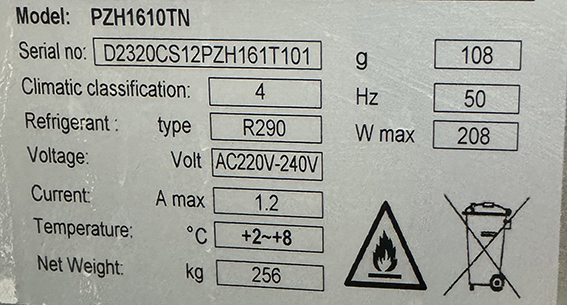 Model: PZH1610TN
Serial no: D2320CS12PZH161T101 g 108
Climatic classification: 4 Hz 50
Refrigerant : type R290 W max 208
Voltage: Volt AC220V-240V
Current: A max 1.2
Temperature: °C +2~+8
Net Weight: kg 256